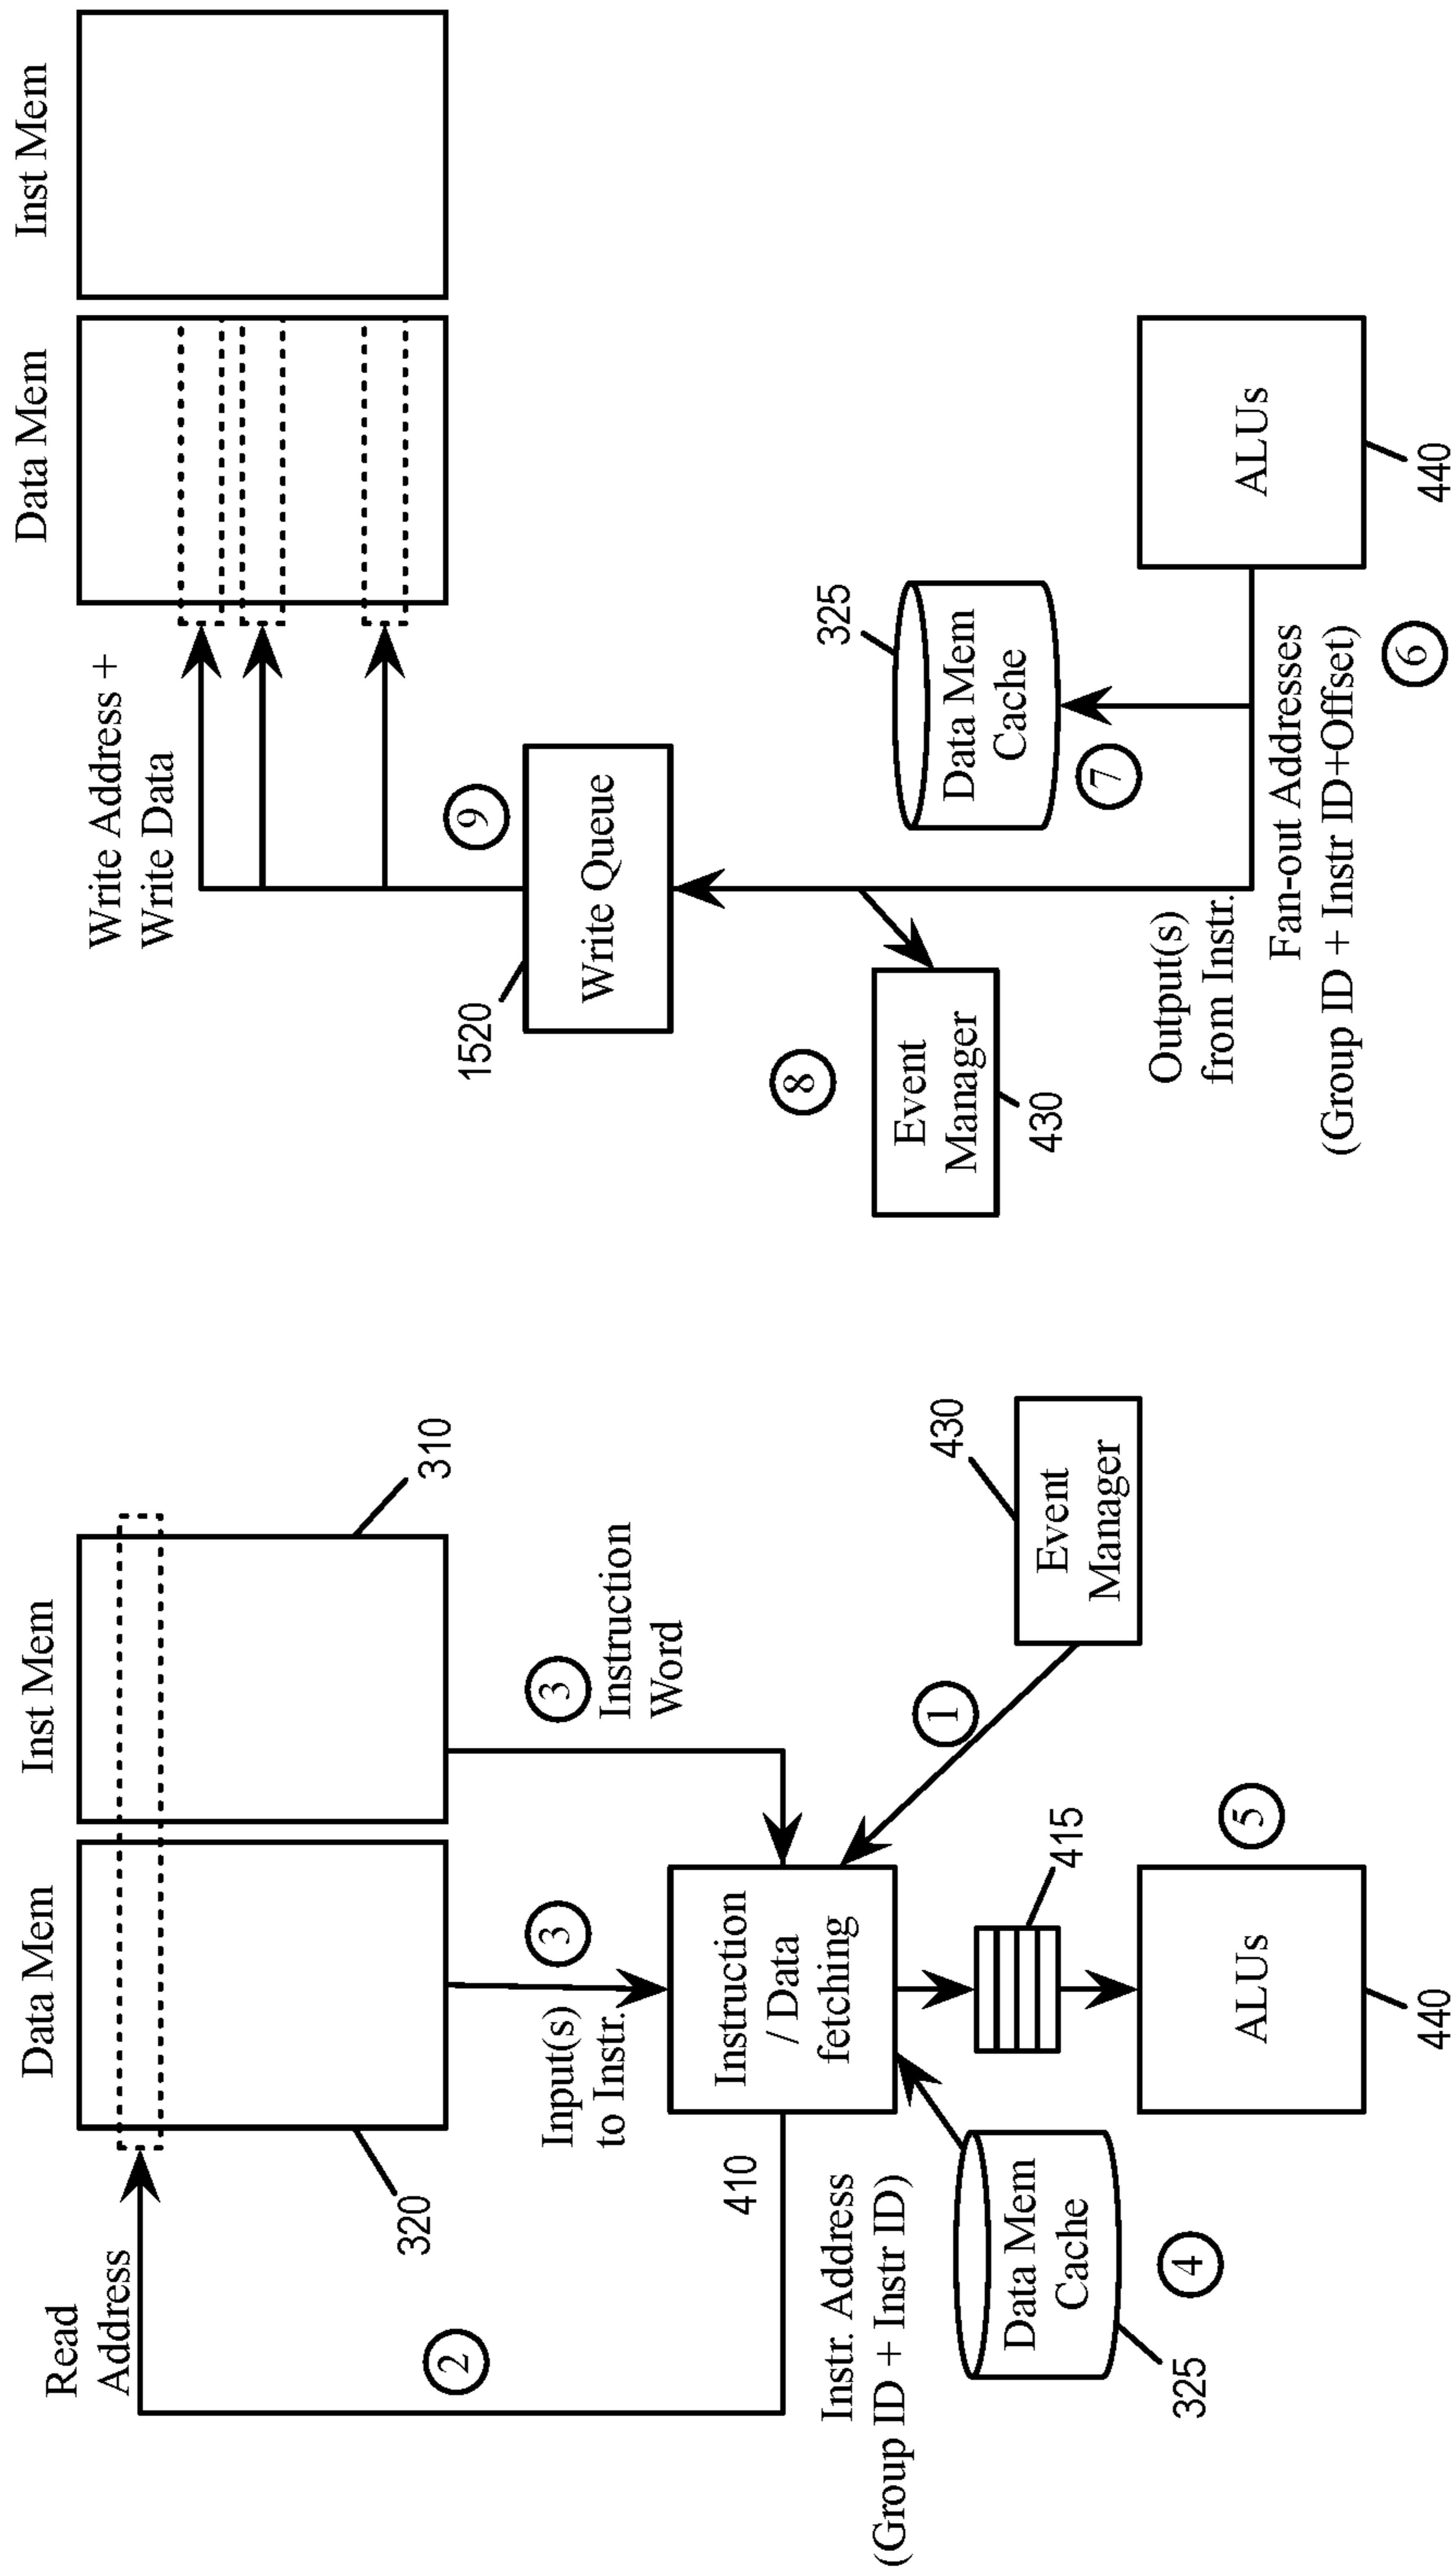 Read
Address
Data Mem
Inst Mem
310
320
2
3
Input(s)
to Instr.
3
Instruction
Word
410
Instruction
/ Data
fetching
1
430
Event
Manager
Instr. Address
(Group ID + Instr ID)
Data Mem
Cache
325
4
415
5
ALUs
440
Data Mem
Inst Mem
Write Address +
Write Data
9
1520
Write Queue
325
Data Mem
Cache
7
8
Event
Manager
430
Output(s)
from Instr.
Fan-out Addresses
(Group ID + Instr ID+Offset)
6
ALUs
440